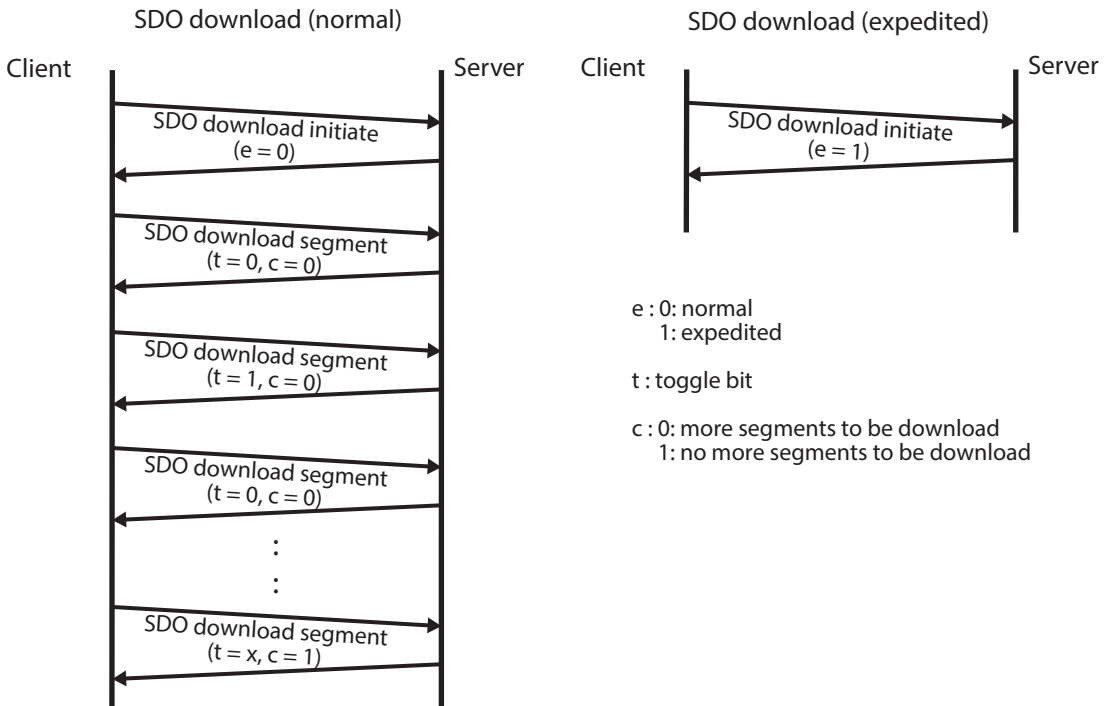 SDO download (normal)
Client
Server
SDO download initiate
(e = 0)
SDO download segment
(t = 0, c = 0)
SDO download segment
(t = 1, c = 0)
SDO download segment
(t = 0, c = 0)
:
:
SDO download segment
(t = x, c = 1)
SDO download (expedited)
Client
Server
SDO download initiate
(e = 1)
e : 0: normal
1: expedited
t : toggle bit
c : 0: more segments to be download
1: no more segments to be download